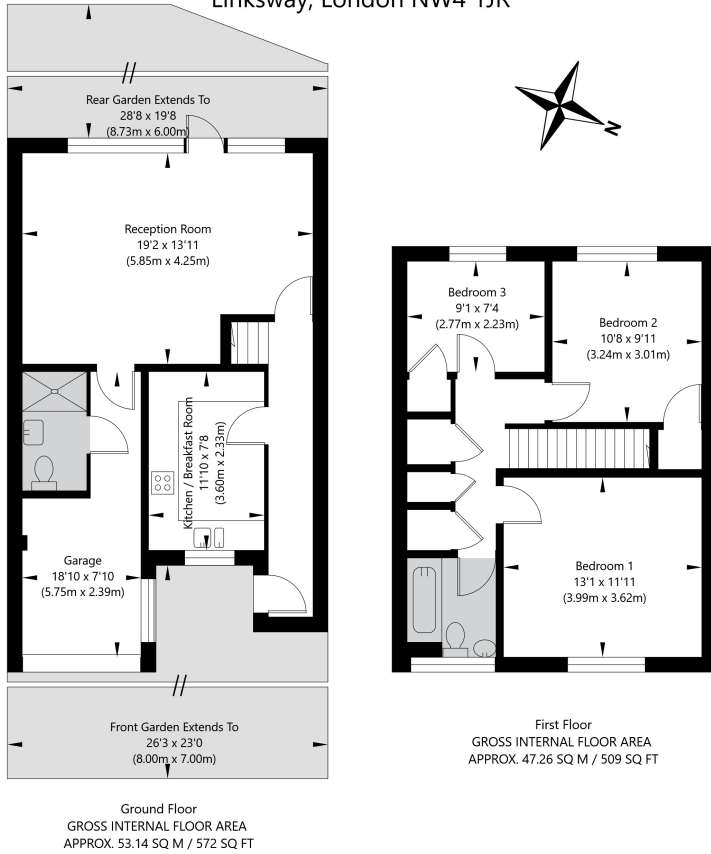 Linksway, London NW4 1JR
Rear Garden Extends To
28'8 x 19'8
(8.73m x 6.00m)
N
Reception Room
19'2 x 13'11
(5.85m x 4.25m)
Bedroom 3
9'1 x 7'4
(2.77m x 2.23m)
Bedroom 2
10'8 x 9'11
(3.24m x 3.01m)
Kitchen / Breakfast Room
11'10 x 7'8
(3.60m x 2.33m)
Garage
18'10 x 7'10
(5.75m x 2.39m)
Bedroom 1
13'1 x 11'11
(3.99m x 3.62m)
Front Garden Extends To
26'3 x 23'0
(8.00m x 7.00m)
First Floor
GROSS INTERNAL FLOOR AREA
APPROX. 47.26 SQ M / 509 SQ FT
Ground Floor
GROSS INTERNAL FLOOR AREA
APPROX. 53.14 SQ M / 572 SQ FT